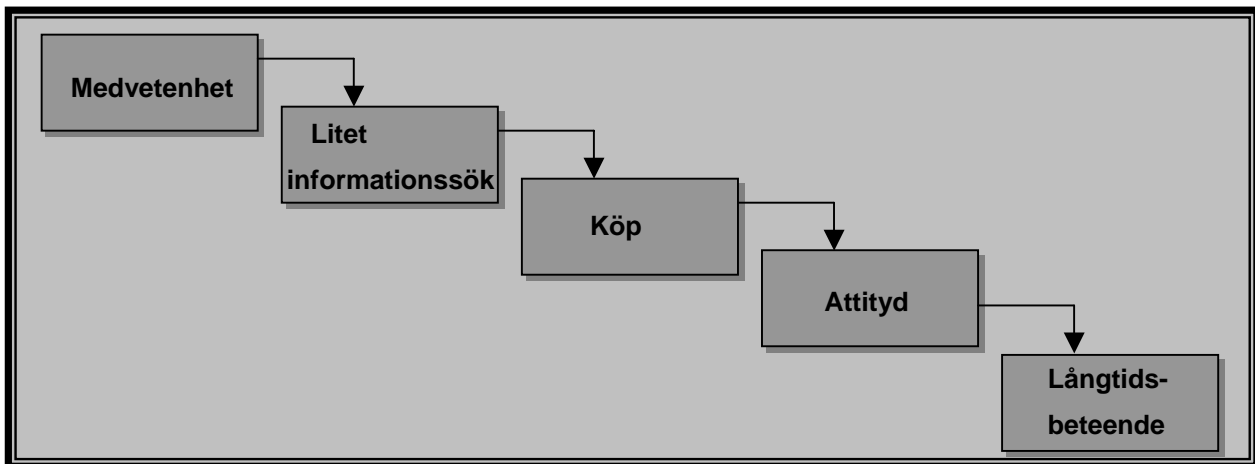 Medvetenhet
Litet
informationssök
Köp
Attityd
Långtids-
beteende